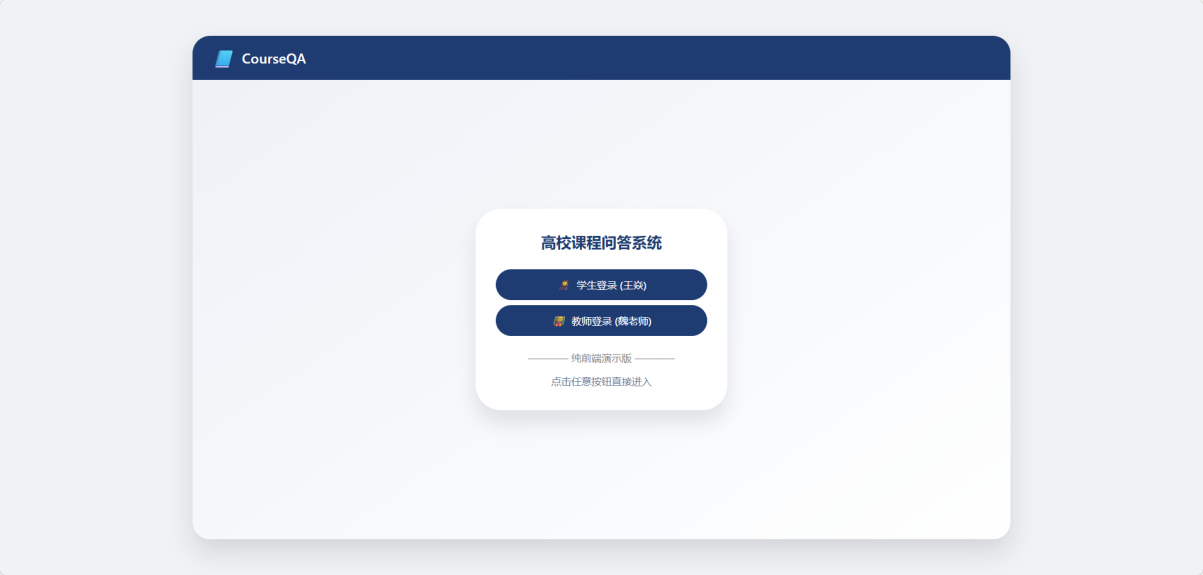 CourseQA
高校课程问答系统
学生登录 (王焱)
教师登录 (魏老师)
———— 纯前端演示版 ————
点击任意按钮直接进入